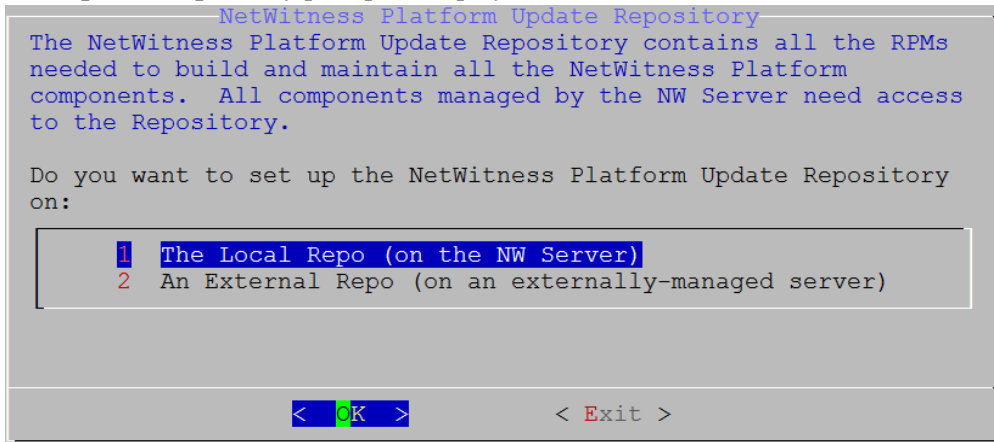 NetWitness Platform Update Repository
The NetWitness Platform Update Repository contains all the RPMs
needed to build and maintain all the NetWitness Platform
components.  All components managed by the NW Server need access
to the Repository.
Do you want to set up the NetWitness Platform Update Repository
on:
1 The Local Repo (on the NW Server)
2 An External Repo (on an externally-managed server)
< OK > < Exit >